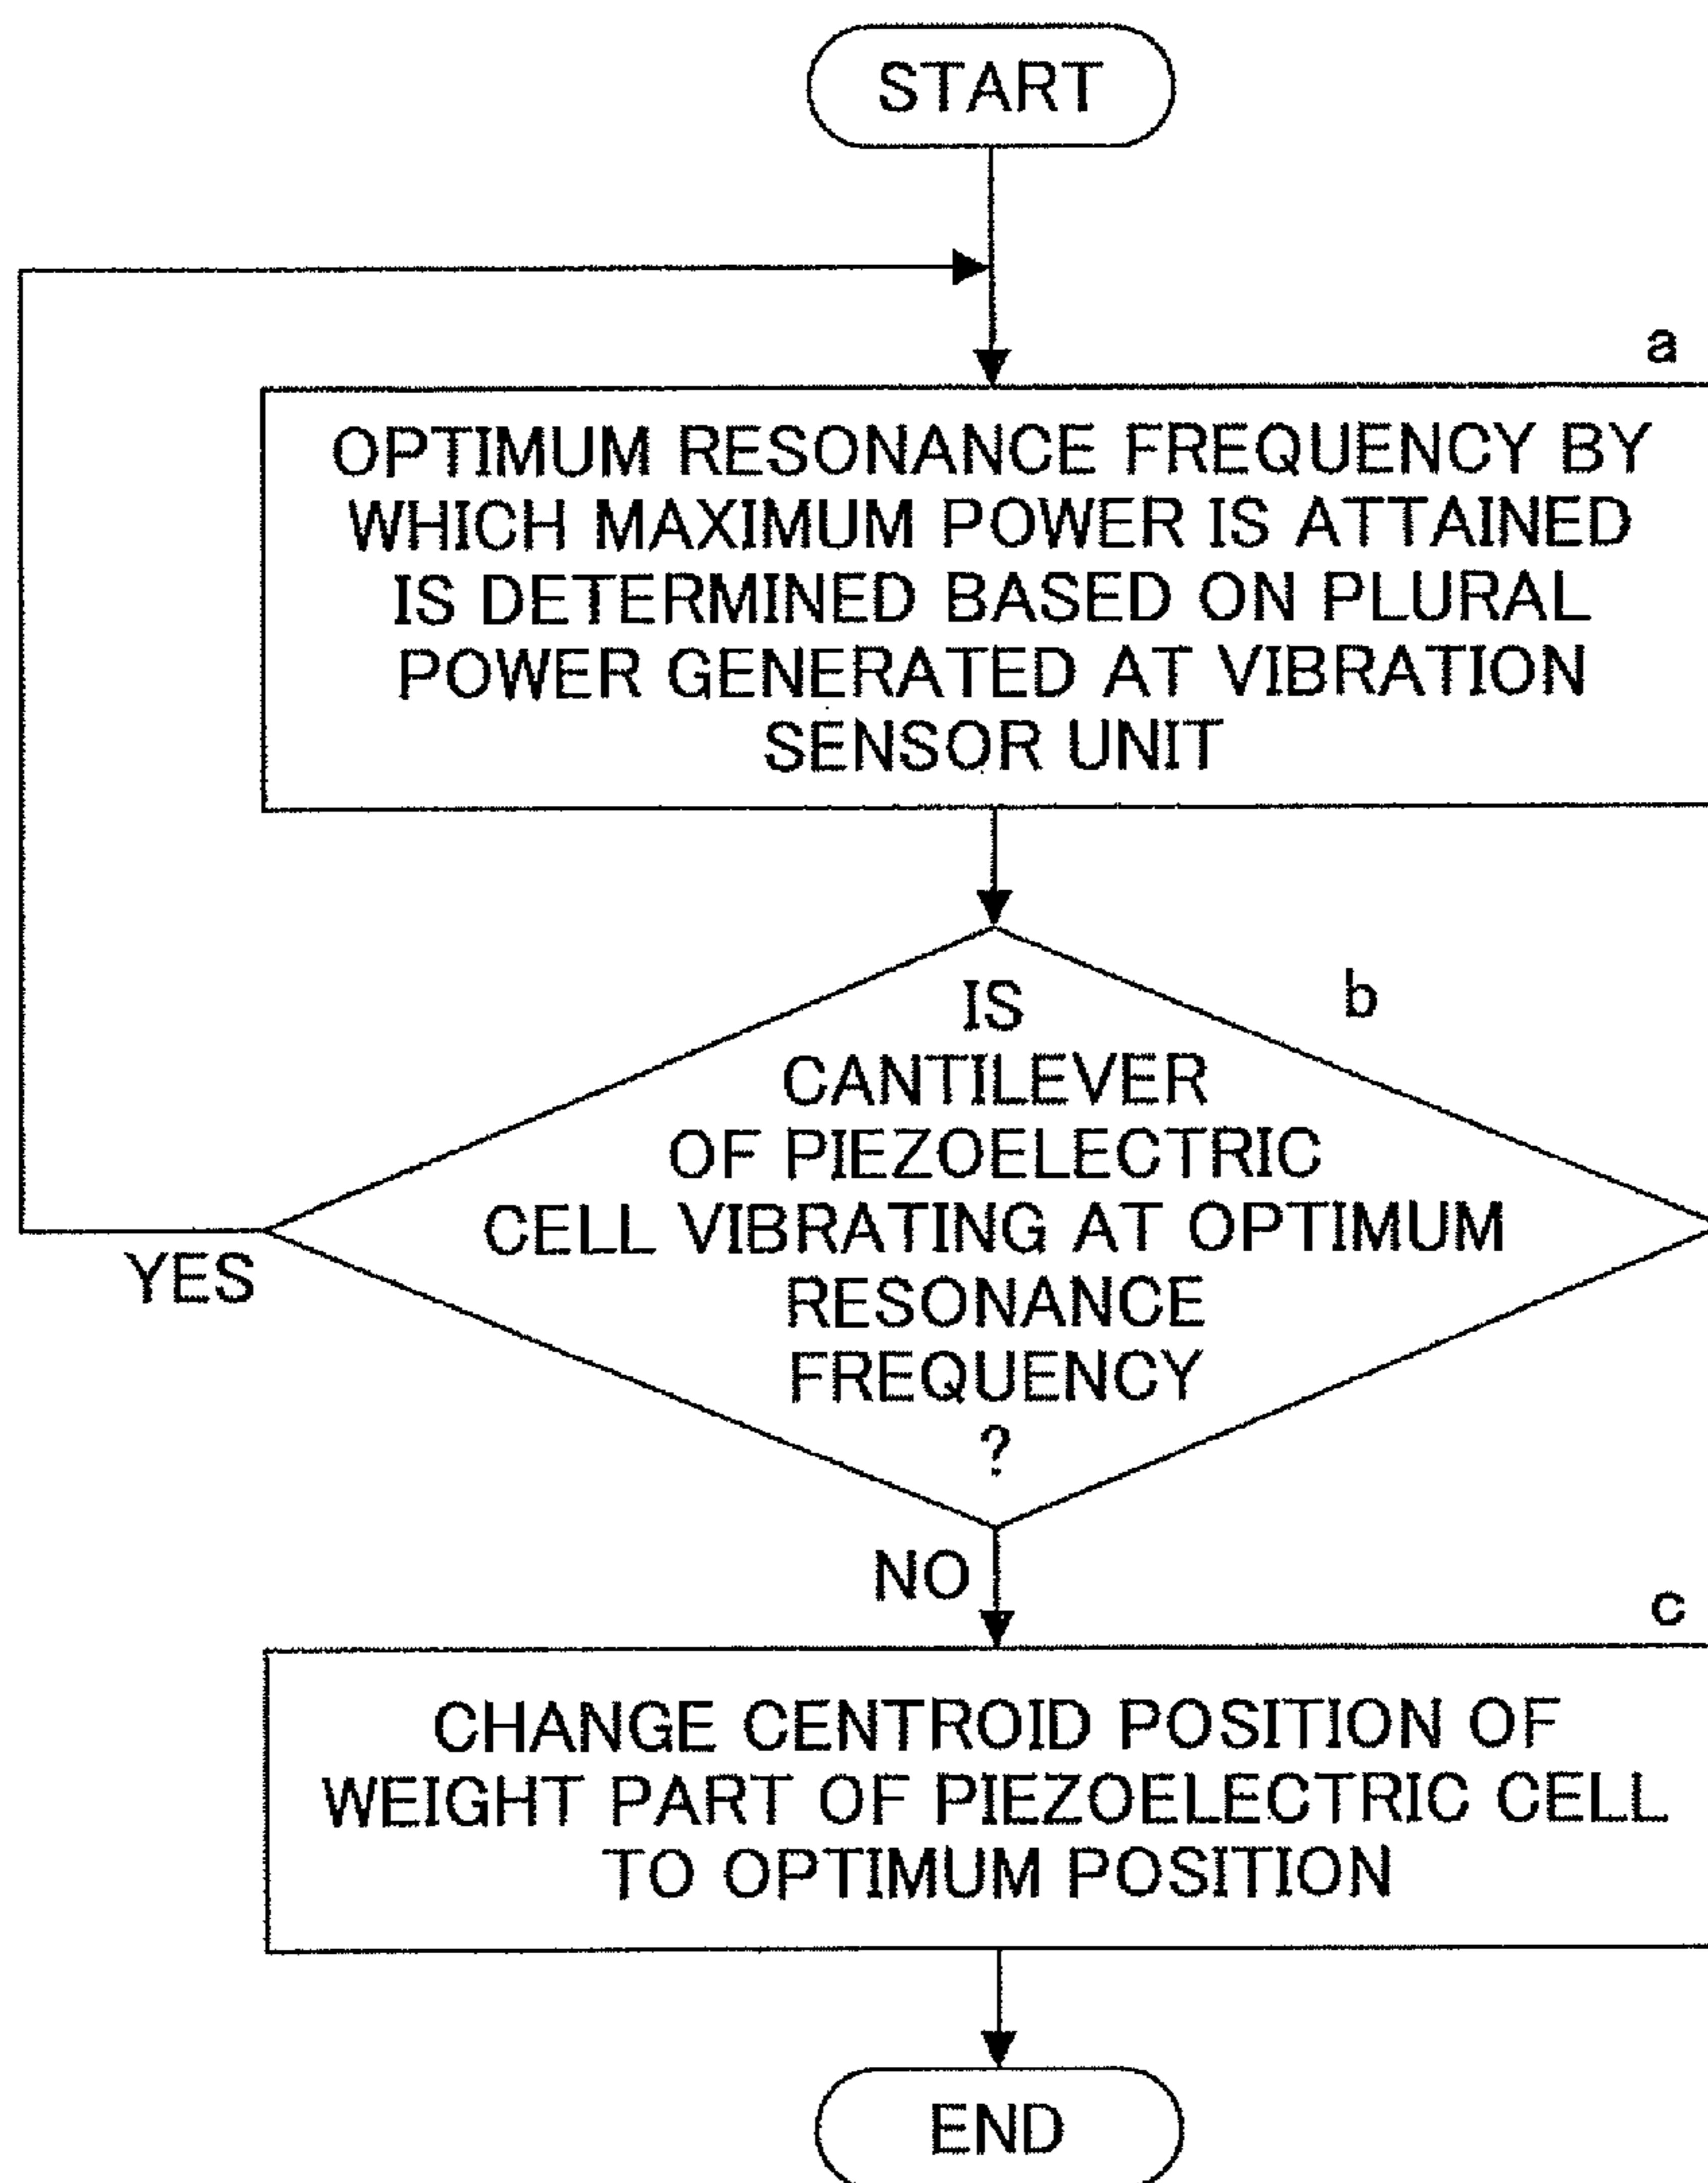 START
a
OPTIMUM RESONANCE FREQUENCY BY
WHICH MAXIMUM POWER IS ATTAINED
IS DETERMINED BASED ON PLURAL
POWER GENERATED AT VIBRATION
SENSOR UNIT
b
IS
CANTILEVER
OF PIEZOELECTRIC
CELL VIBRATING AT OPTIMUM
RESONANCE
FREQUENCY
?
YES
NO
c
CHANGE CENTROID POSITION OF
WEIGHT PART OF PIEZOELECTRIC CELL
TO OPTIMUM POSITION
END